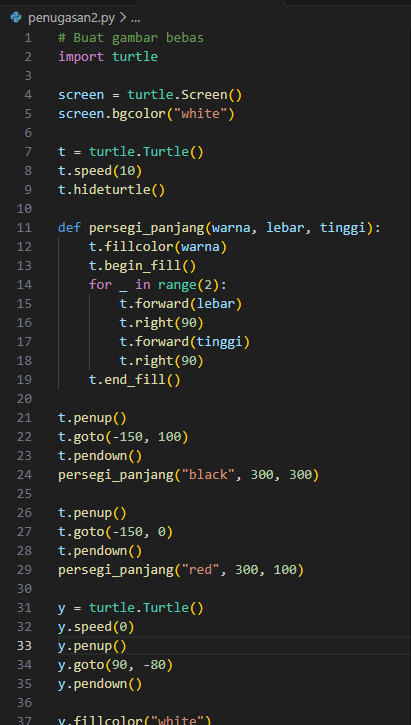 penugasan2.py > ...
1 # Buat gambar bebas
2 import turtle
3
4 screen = turtle.Screen()
5 screen.bgcolor("white")
6
7 t = turtle.Turtle()
8 t.speed(10)
9 t.hideturtle()
10
11 def persegi_panjang(warna, lebar, tinggi):
12     t.fillcolor(warna)
13     t.begin_fill()
14     for _ in range(2):
15         t.forward(lebar)
16         t.right(90)
17         t.forward(tinggi)
18         t.right(90)
19     t.end_fill()
20
21 t.penup()
22 t.goto(-150, 100)
23 t.pendown()
24 persegi_panjang("black", 300, 300)
25
26 t.penup()
27 t.goto(-150, 0)
28 t.pendown()
29 persegi_panjang("red", 300, 100)
30
31 y = turtle.Turtle()
32 y.speed(0)
33 y.penup()
34 y.goto(90, -80)
35 y.pendown()
36
37 y.fillcolor("white")